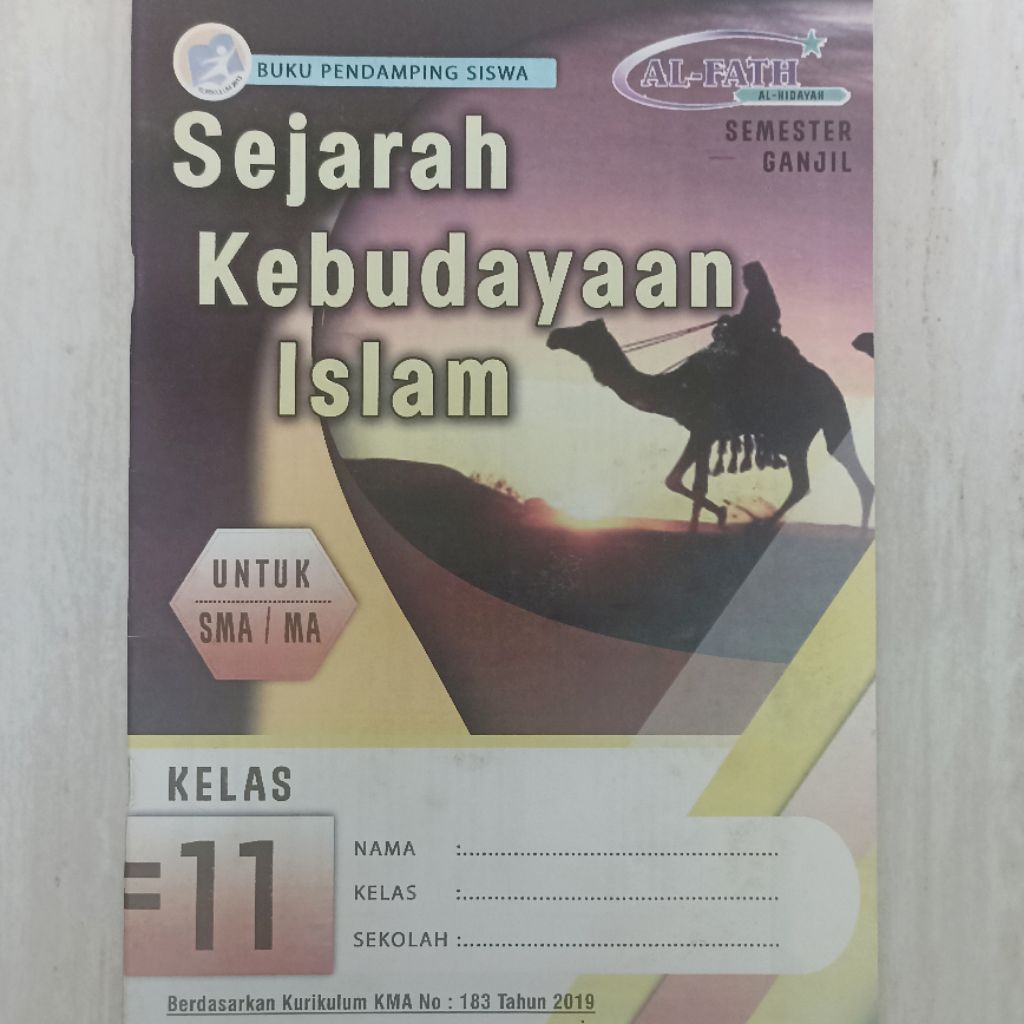 BUKU PENDAMPING SISWA
AL-FATH
AL-HIDAYAH
SEMESTER
GANJIL
Sejarah
Kebudayaan
Islam
UNTUK
SMA / MA
KELAS
=11
NAMA :
KELAS :
SEKOLAH :
Berdasarkan Kurikulum KMA No : 183 Tahun 2019